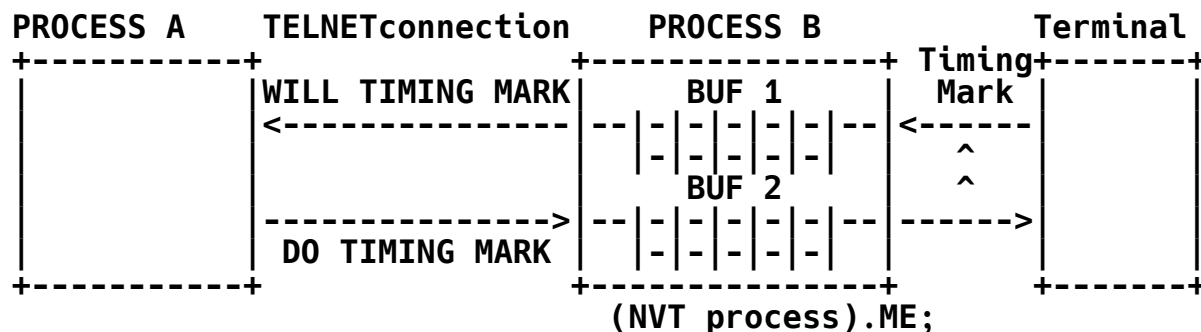 PROCESS A     TELNETconnection    PROCESS B             Terminal
+-----------+                   +---------------+ Timing+-------+
|           |WILL TIMING MARK|      BUF 1     |  Mark |       |
|           |<---------------|--|-|-|-|-|-|--|<------|       |
|           |                |  |-|-|-|-|-|  |   ^   |       |
|           |                |      BUF 2     |   ^   |       |
|           |--------------->|--|-|-|-|-|-|--|------>|       |
|           | DO TIMING MARK |  |-|-|-|-|-|  |       |       |
+-----------+                +---------------+       +-------+
(NVT process).ME;